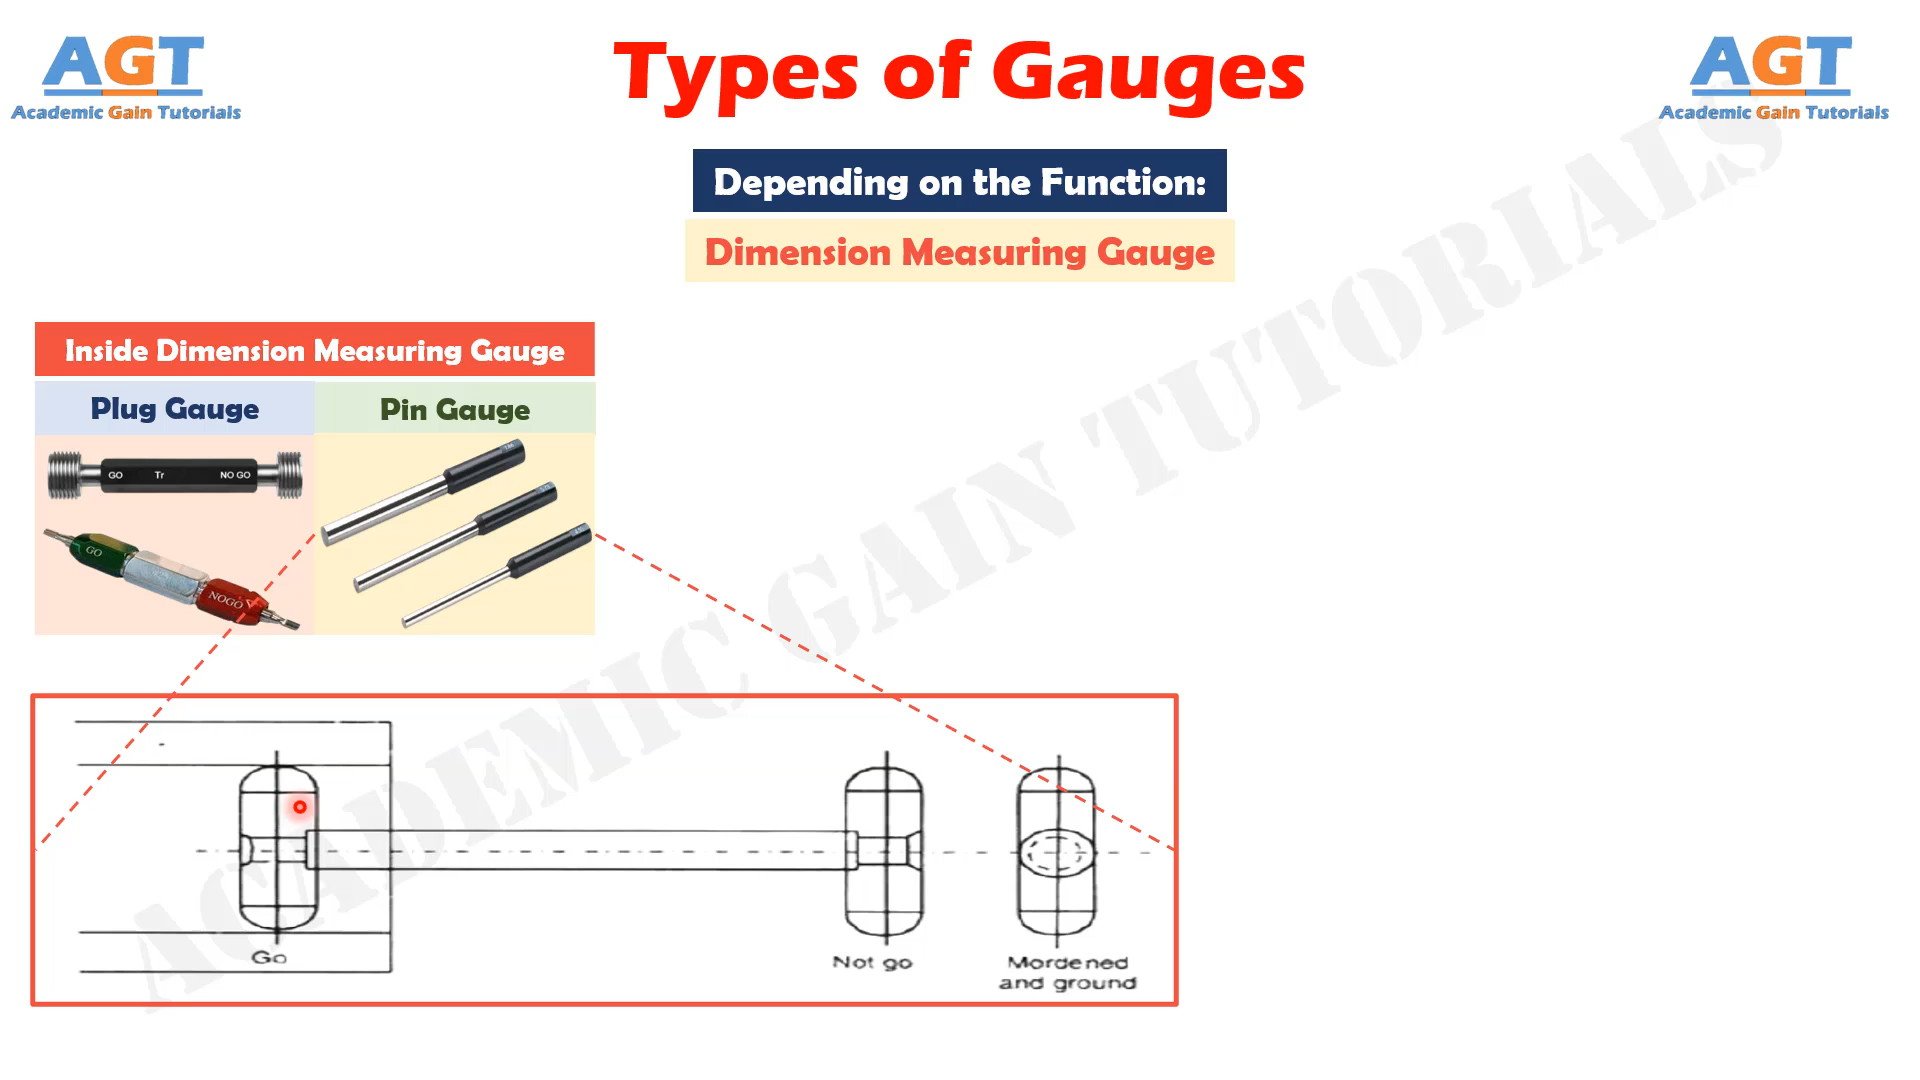 AGT
Academic Gain Tutorials
Types of Gauges
AGT
Academic Gain Tutorials
Depending on the Function:
Dimension Measuring Gauge
Inside Dimension Measuring Gauge
Plug Gauge
Pin Gauge
GO Tr NO GO
GO
NOGO
Go
Not go
Mordened
and ground
ACADEMIC GAIN TUTORIALS